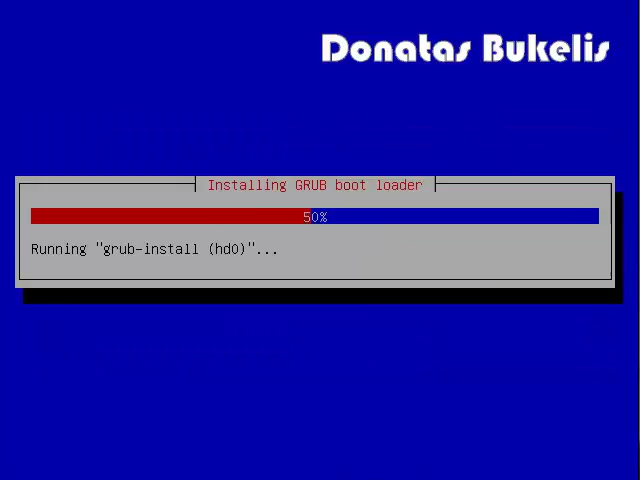 Donatas Bukelis
Installing GRUB boot loader
50%
Running "grub-install (hd0)"...